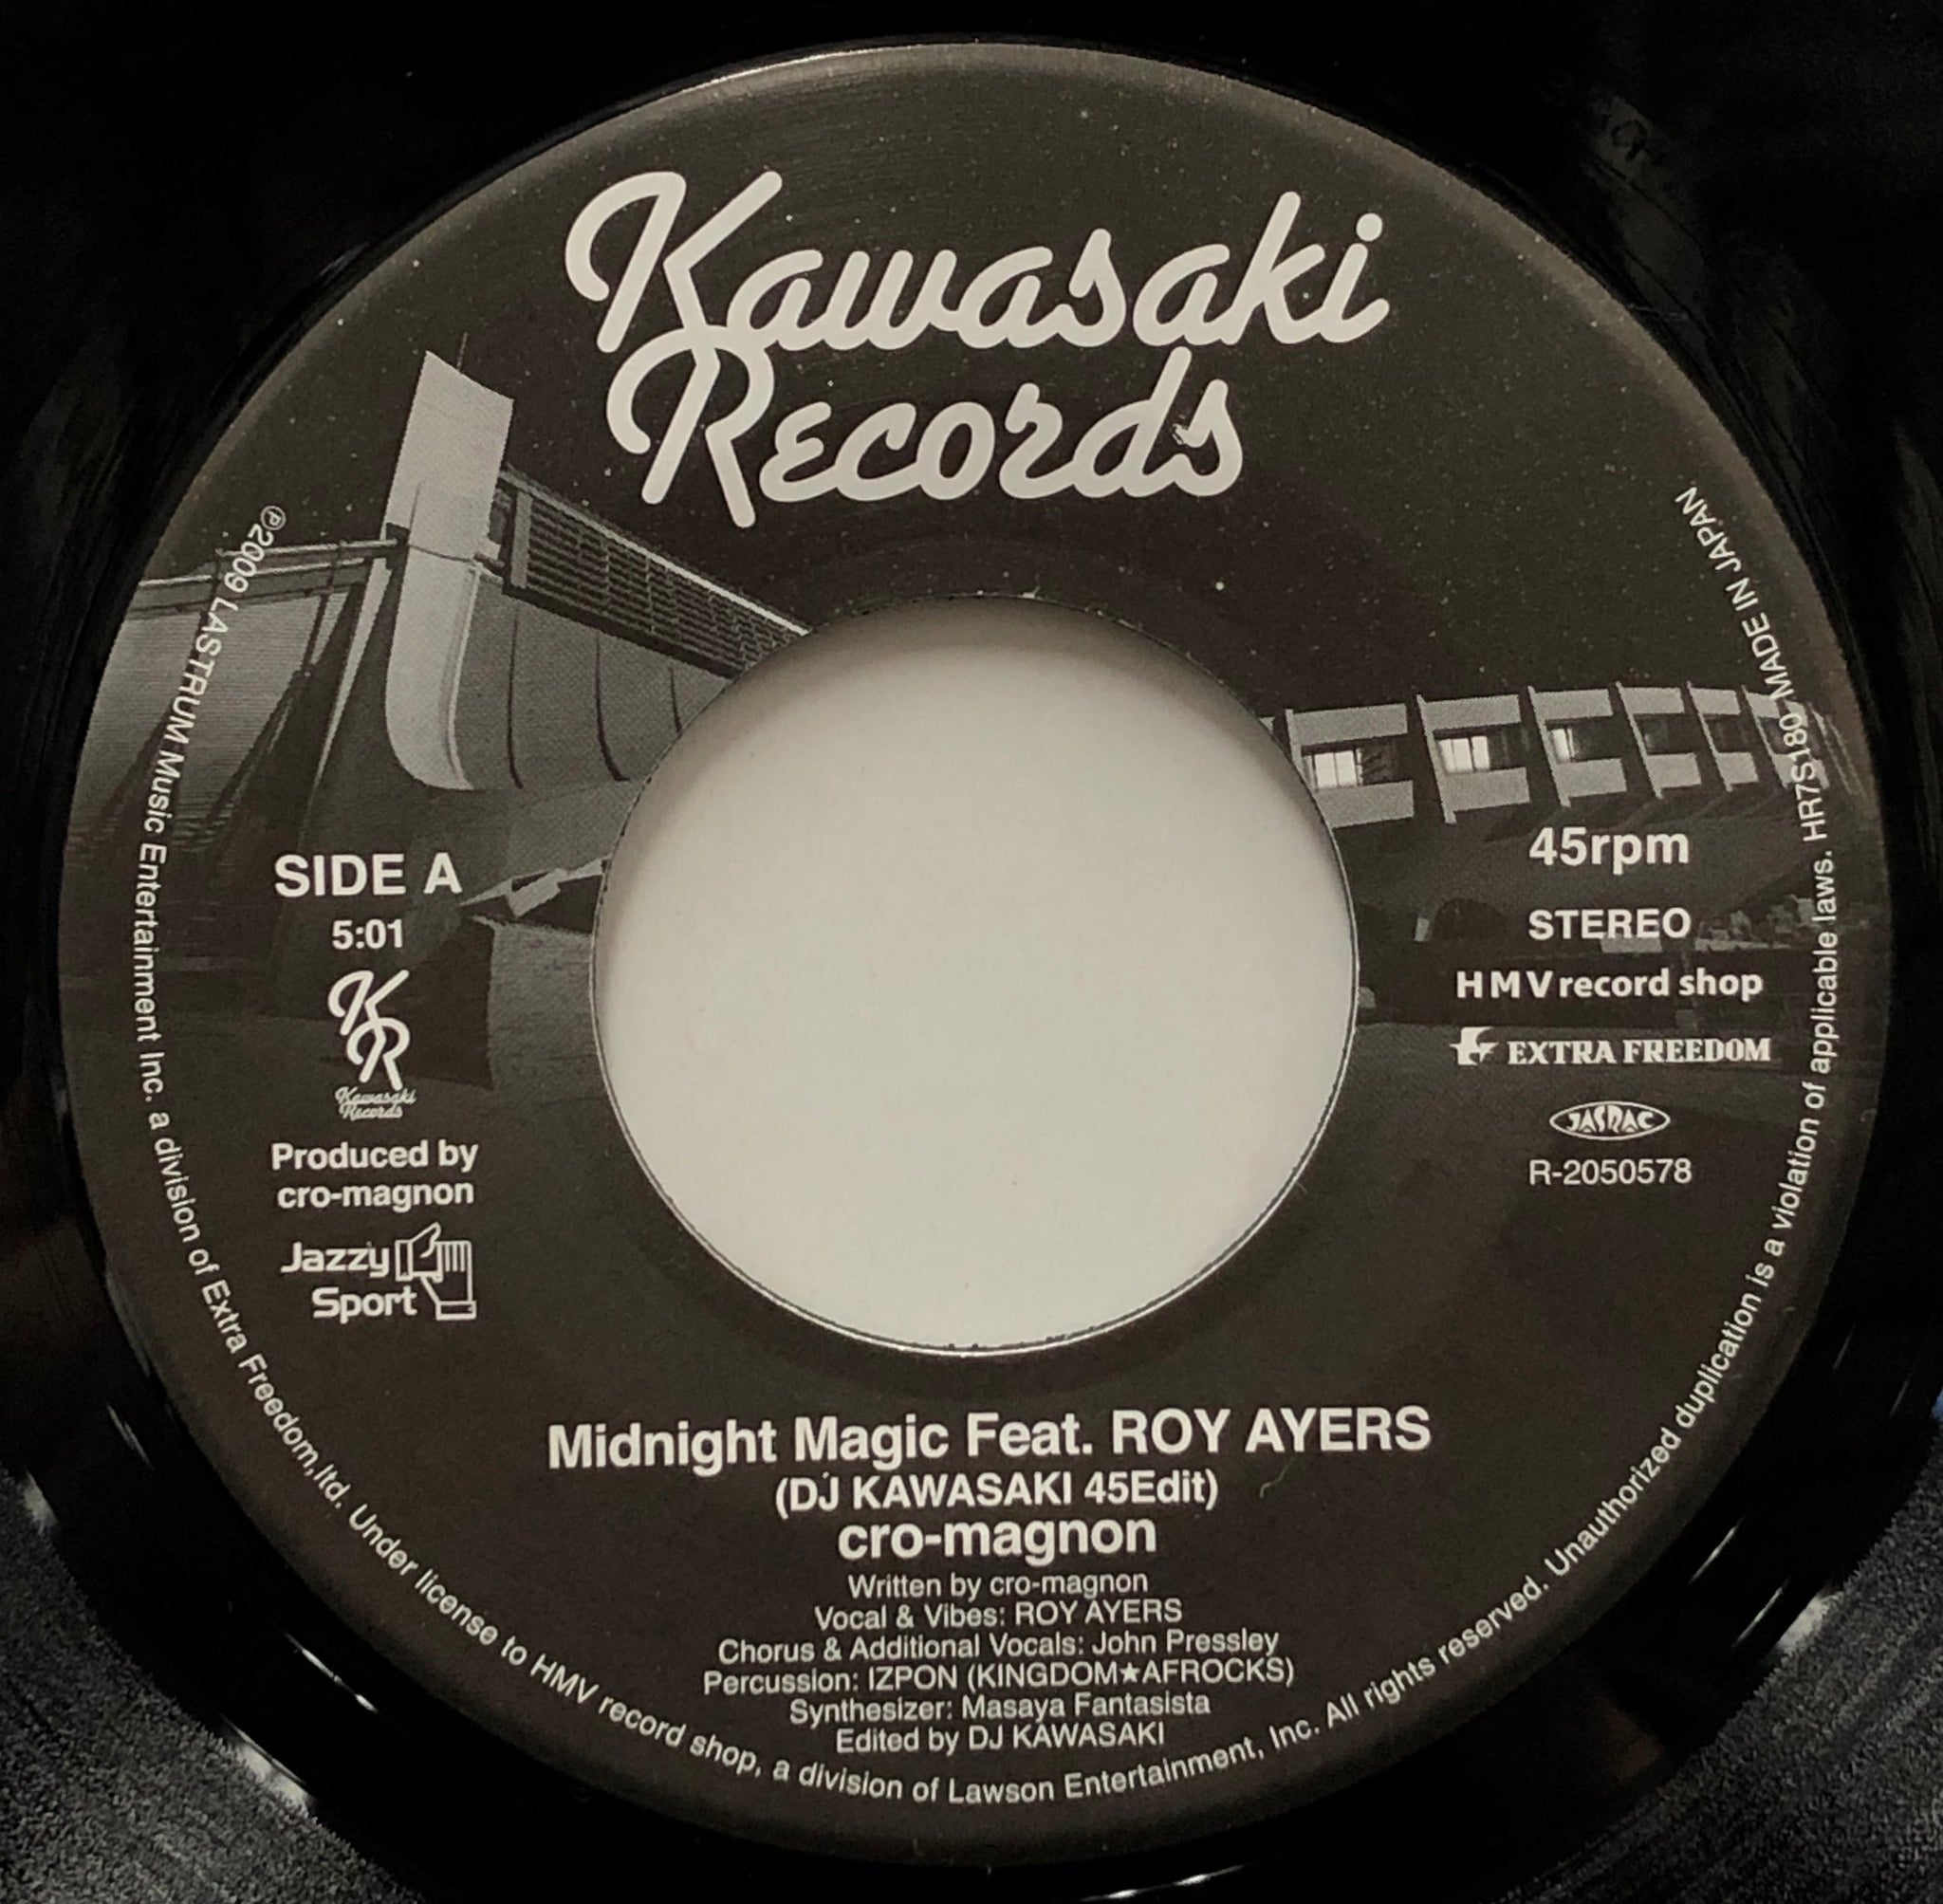 Kawasaki
Records
SIDE A
5:01
KR
Kawasaki
Records
Produced by
cro-magnon
Jazzy
Sport
45rpm
STEREO
HMV record shop
EXTRA FREEDOM
JASRAC
R-2050578
Midnight Magic Feat. ROY AYERS
(DJ KAWASAKI 45Edit)
cro-magnon
Written by cro-magnon
Vocal & Vibes: ROY AYERS
Chorus & Additional Vocals: John Pressley
Percussion: IZPON (KINGDOM★AFROCKS)
Synthesizer: Masaya Fantasista
Edited by DJ KAWASAKI
℗2009 LASTRUM Music Entertainment Inc. a division of Extra Freedom,ltd. Under license to HMV record shop, a division of Lawson Entertainment, Inc. All rights reserved. Unauthorized duplication is a violation of applicable laws. HR7S180 MADE IN JAPAN